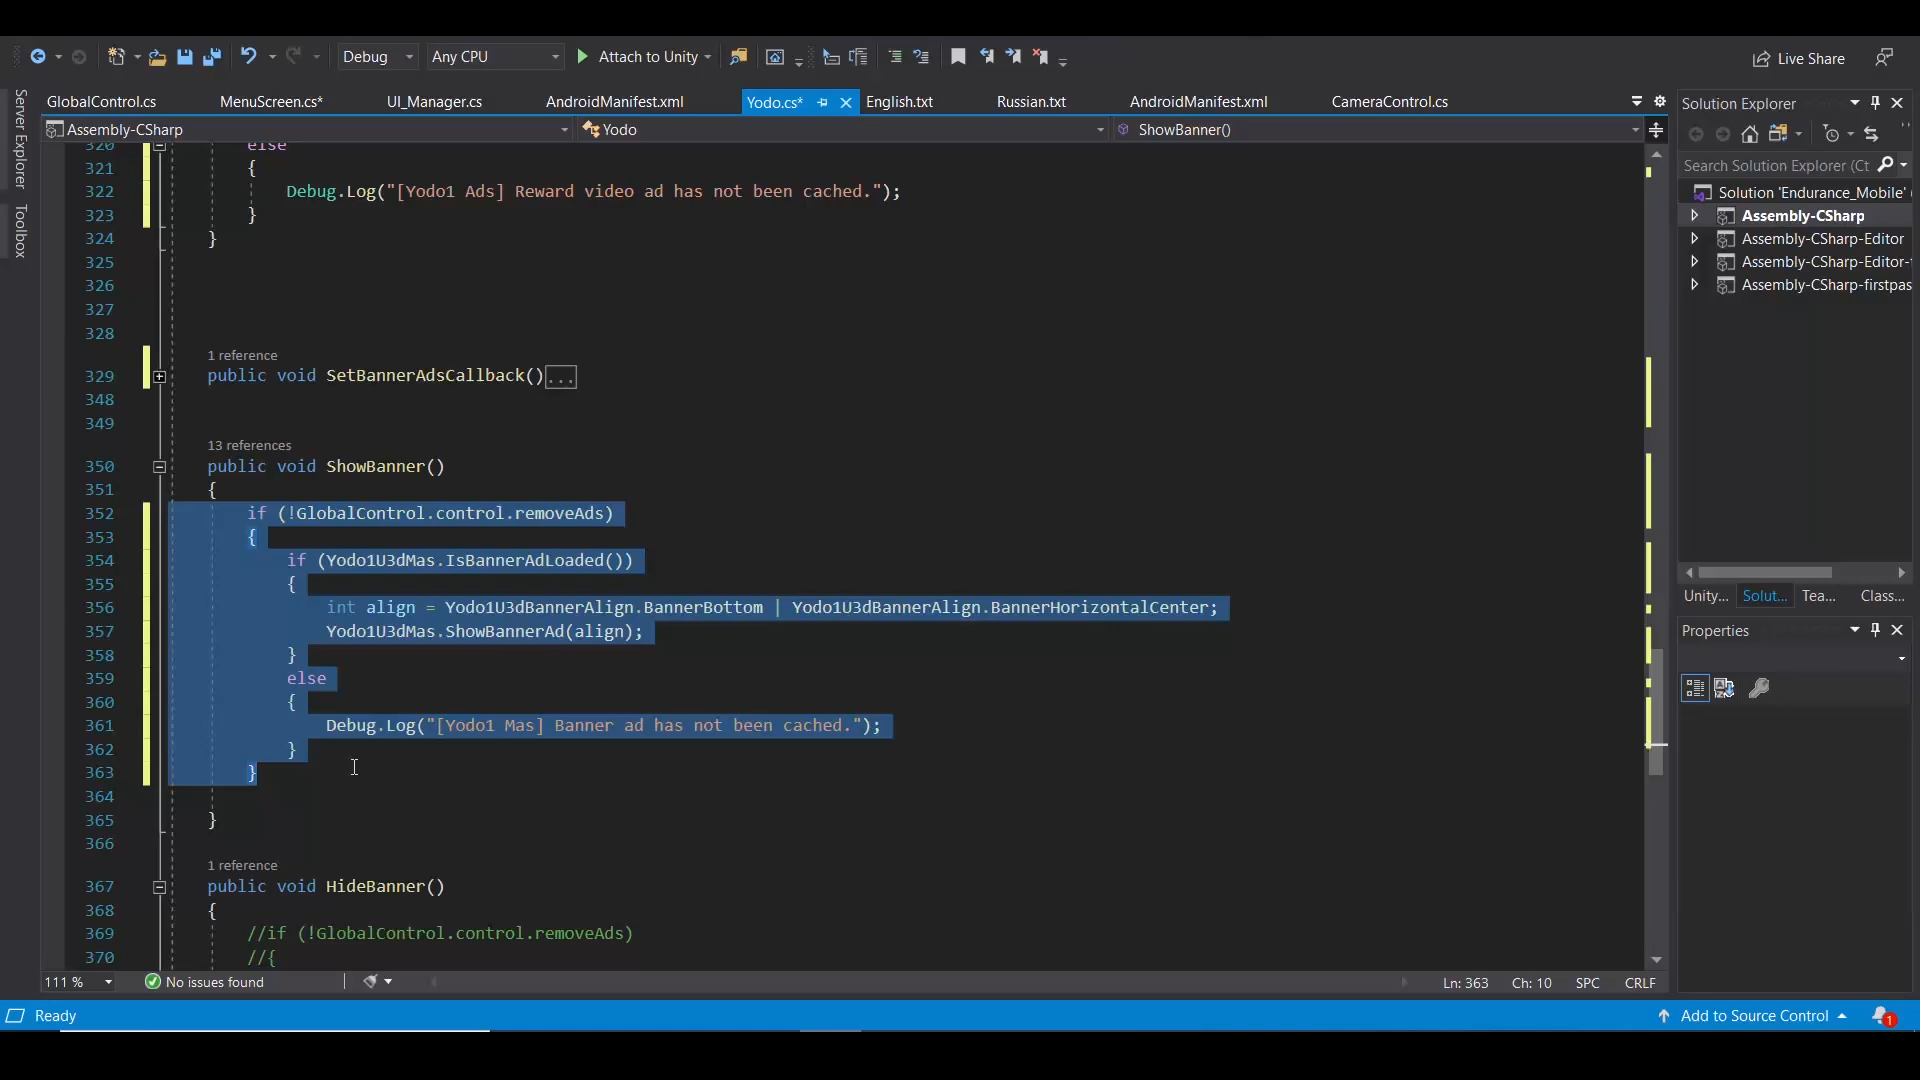 Debug
Any CPU
Attach to Unity
Live Share
GlobalControl.cs
MenuScreen.cs*
UI_Manager.cs
AndroidManifest.xml
Yodo.cs*
English.txt
Russian.txt
AndroidManifest.xml
CameraControl.cs
Solution Explorer
Server Explorer
Toolbox
Assembly-CSharp
Yodo
ShowBanner()
Search Solution Explorer (Ct
Solution 'Endurance_Mobile' (
Assembly-CSharp
Assembly-CSharp-Editor
Assembly-CSharp-Editor-
Assembly-CSharp-firstpas
320 else
321 {
322 Debug.Log("[Yodo1 Ads] Reward video ad has not been cached.");
323 }
324 }
325
326
327
328
1 reference
329 public void SetBannerAdsCallback()...
348
349
13 references
350 public void ShowBanner()
351 {
352 if (!GlobalControl.control.removeAds)
353 {
354 if (Yodo1U3dMas.IsBannerAdLoaded())
355 {
356 int align = Yodo1U3dBannerAlign.BannerBottom | Yodo1U3dBannerAlign.BannerHorizontalCenter;
357 Yodo1U3dMas.ShowBannerAd(align);
358 }
359 else
360 {
361 Debug.Log("[Yodo1 Mas] Banner ad has not been cached.");
362 }
363 }
364
365 }
366
1 reference
367 public void HideBanner()
368 {
369 //if (!GlobalControl.control.removeAds)
370 //{
Unity...
Solut...
Tea...
Class...
Properties
111 %
No issues found
Ln: 363
Ch: 10
SPC
CRLF
Ready
Add to Source Control
1